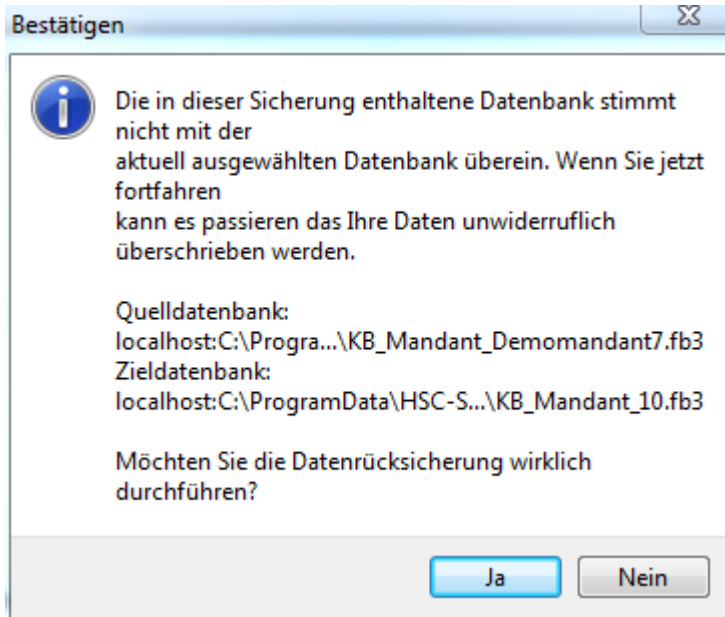 Bestätigen
Die in dieser Sicherung enthaltene Datenbank stimmt
nicht mit der
aktuell ausgewählten Datenbank überein. Wenn Sie jetzt
fortfahren
kann es passieren das Ihre Daten unwiderruflich
überschrieben werden.
Quelldatenbank:
localhost:C:\Progra...\KB_Mandant_Demomandant7.fb3
Zieldatenbank:
localhost:C:\ProgramData\HSC-S...\KB_Mandant_10.fb3
Möchten Sie die Datenrücksicherung wirklich
durchführen?
Ja
Nein